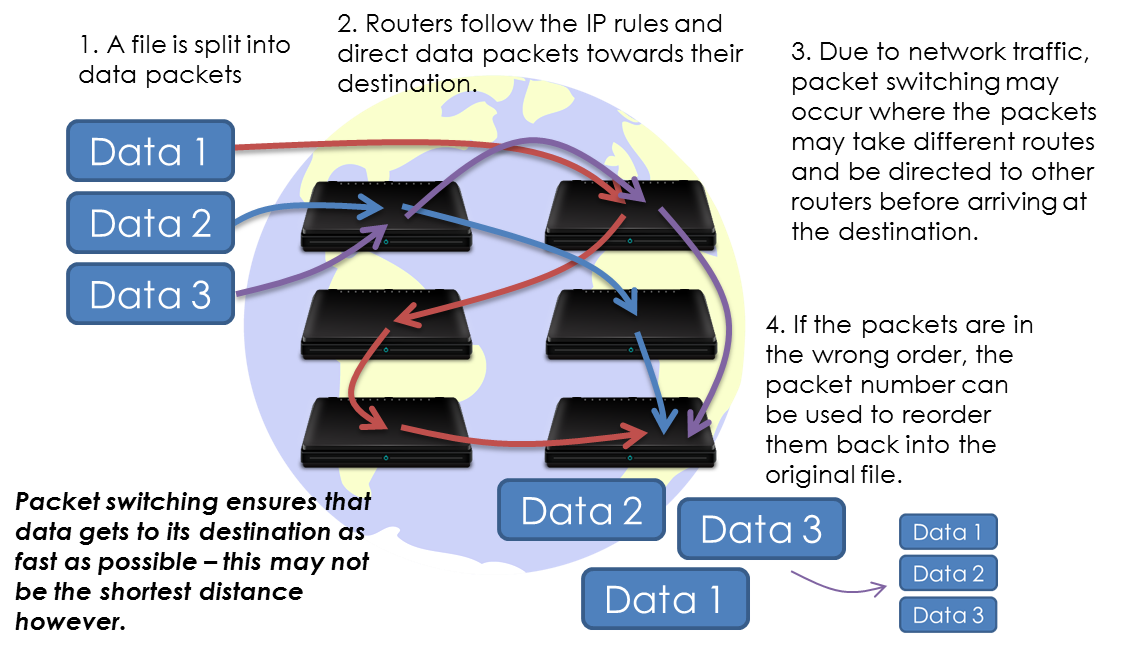 1. A file is split into
data packets
2. Routers follow the IP rules and
direct data packets towards their
destination.
3. Due to network traffic,
packet switching may
occur where the packets
may take different routes
and be directed to other
routers before arriving at
the destination.
Data 1
Data 2
Data 3
4. If the packets are in
the wrong order, the
packet number can
be used to reorder
them back into the
original file.
Packet switching ensures that
data gets to its destination as
fast as possible – this may not
be the shortest distance
however.
Data 2
Data 3
Data 1
Data 1
Data 2
Data 3